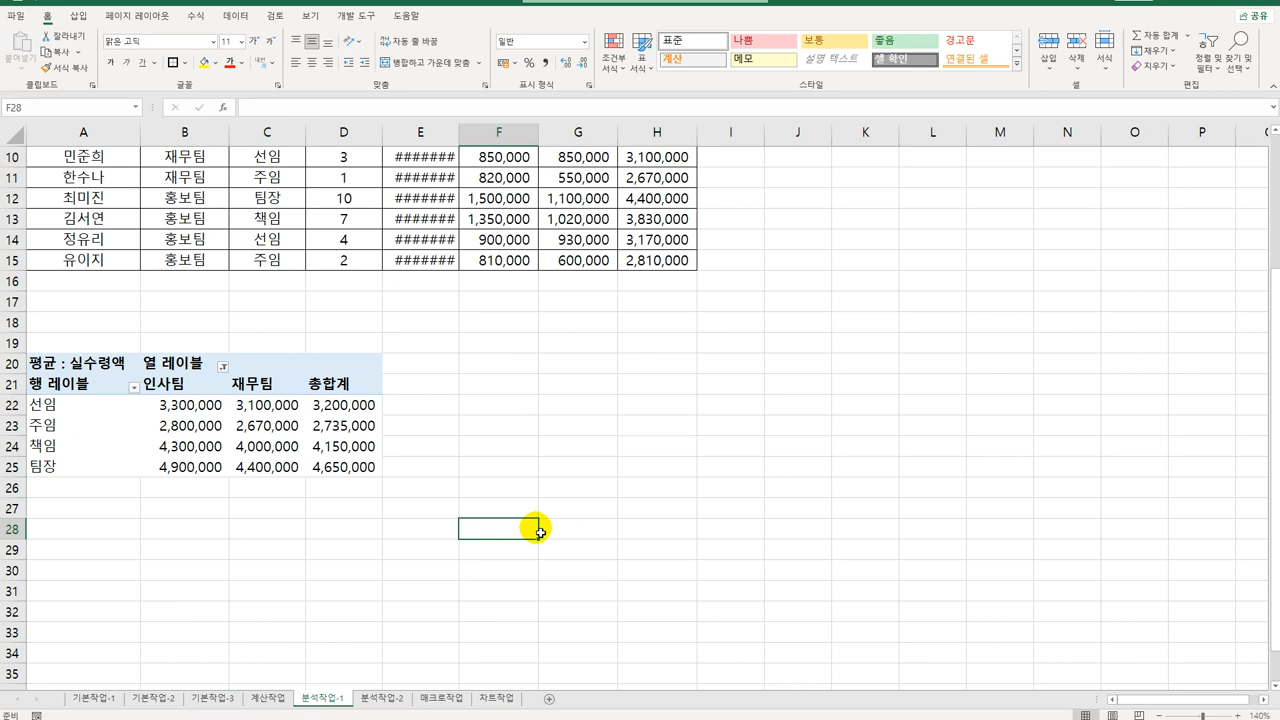 파일 홈 삽입 페이지 레이아웃 수식 데이터 검토 보기 개발 도구 도움말 공유
붙여넣기 잘라내기 복사 서식 복사 클립보드
맑은 고딕 11 가 가 가 가 가 가 글꼴
자동 줄 바꿈 병합하고 가운데 맞춤 맞춤
일반 % 표시 형식
조건부 서식 표 서식 표준 나쁨 보통 좋음 경고문
계산 메모 설명 텍스트 셀 확인 연결된 셀 스타일
삽입 삭제 서식 셀
자동 합계 채우기 지우기 정렬 및 필터 찾기 및 선택 편집
F28 fx
A B C D E F G H I J K L M N O P
10 민준희 재무팀 선임 3 ####### 850,000 850,000 3,100,000
11 한수나 재무팀 주임 1 ####### 820,000 550,000 2,670,000
12 최미진 홍보팀 팀장 10 ####### 1,500,000 1,100,000 4,400,000
13 김서연 홍보팀 책임 7 ####### 1,350,000 1,020,000 3,830,000
14 정유리 홍보팀 선임 4 ####### 900,000 930,000 3,170,000
15 유이지 홍보팀 주임 2 ####### 810,000 600,000 2,810,000
16
17
18
19
20 평균 : 실수령액 열 레이블
21 행 레이블 인사팀 재무팀 총합계
22 선임 3,300,000 3,100,000 3,200,000
23 주임 2,800,000 2,670,000 2,735,000
24 책임 4,300,000 4,000,000 4,150,000
25 팀장 4,900,000 4,400,000 4,650,000
26
27
28
29
30
31
32
33
34
35
기본작업-1 기본작업-2 기본작업-3 계산작업 분석작업-1 분석작업-2 매크로작업 차트작업
준비 140%